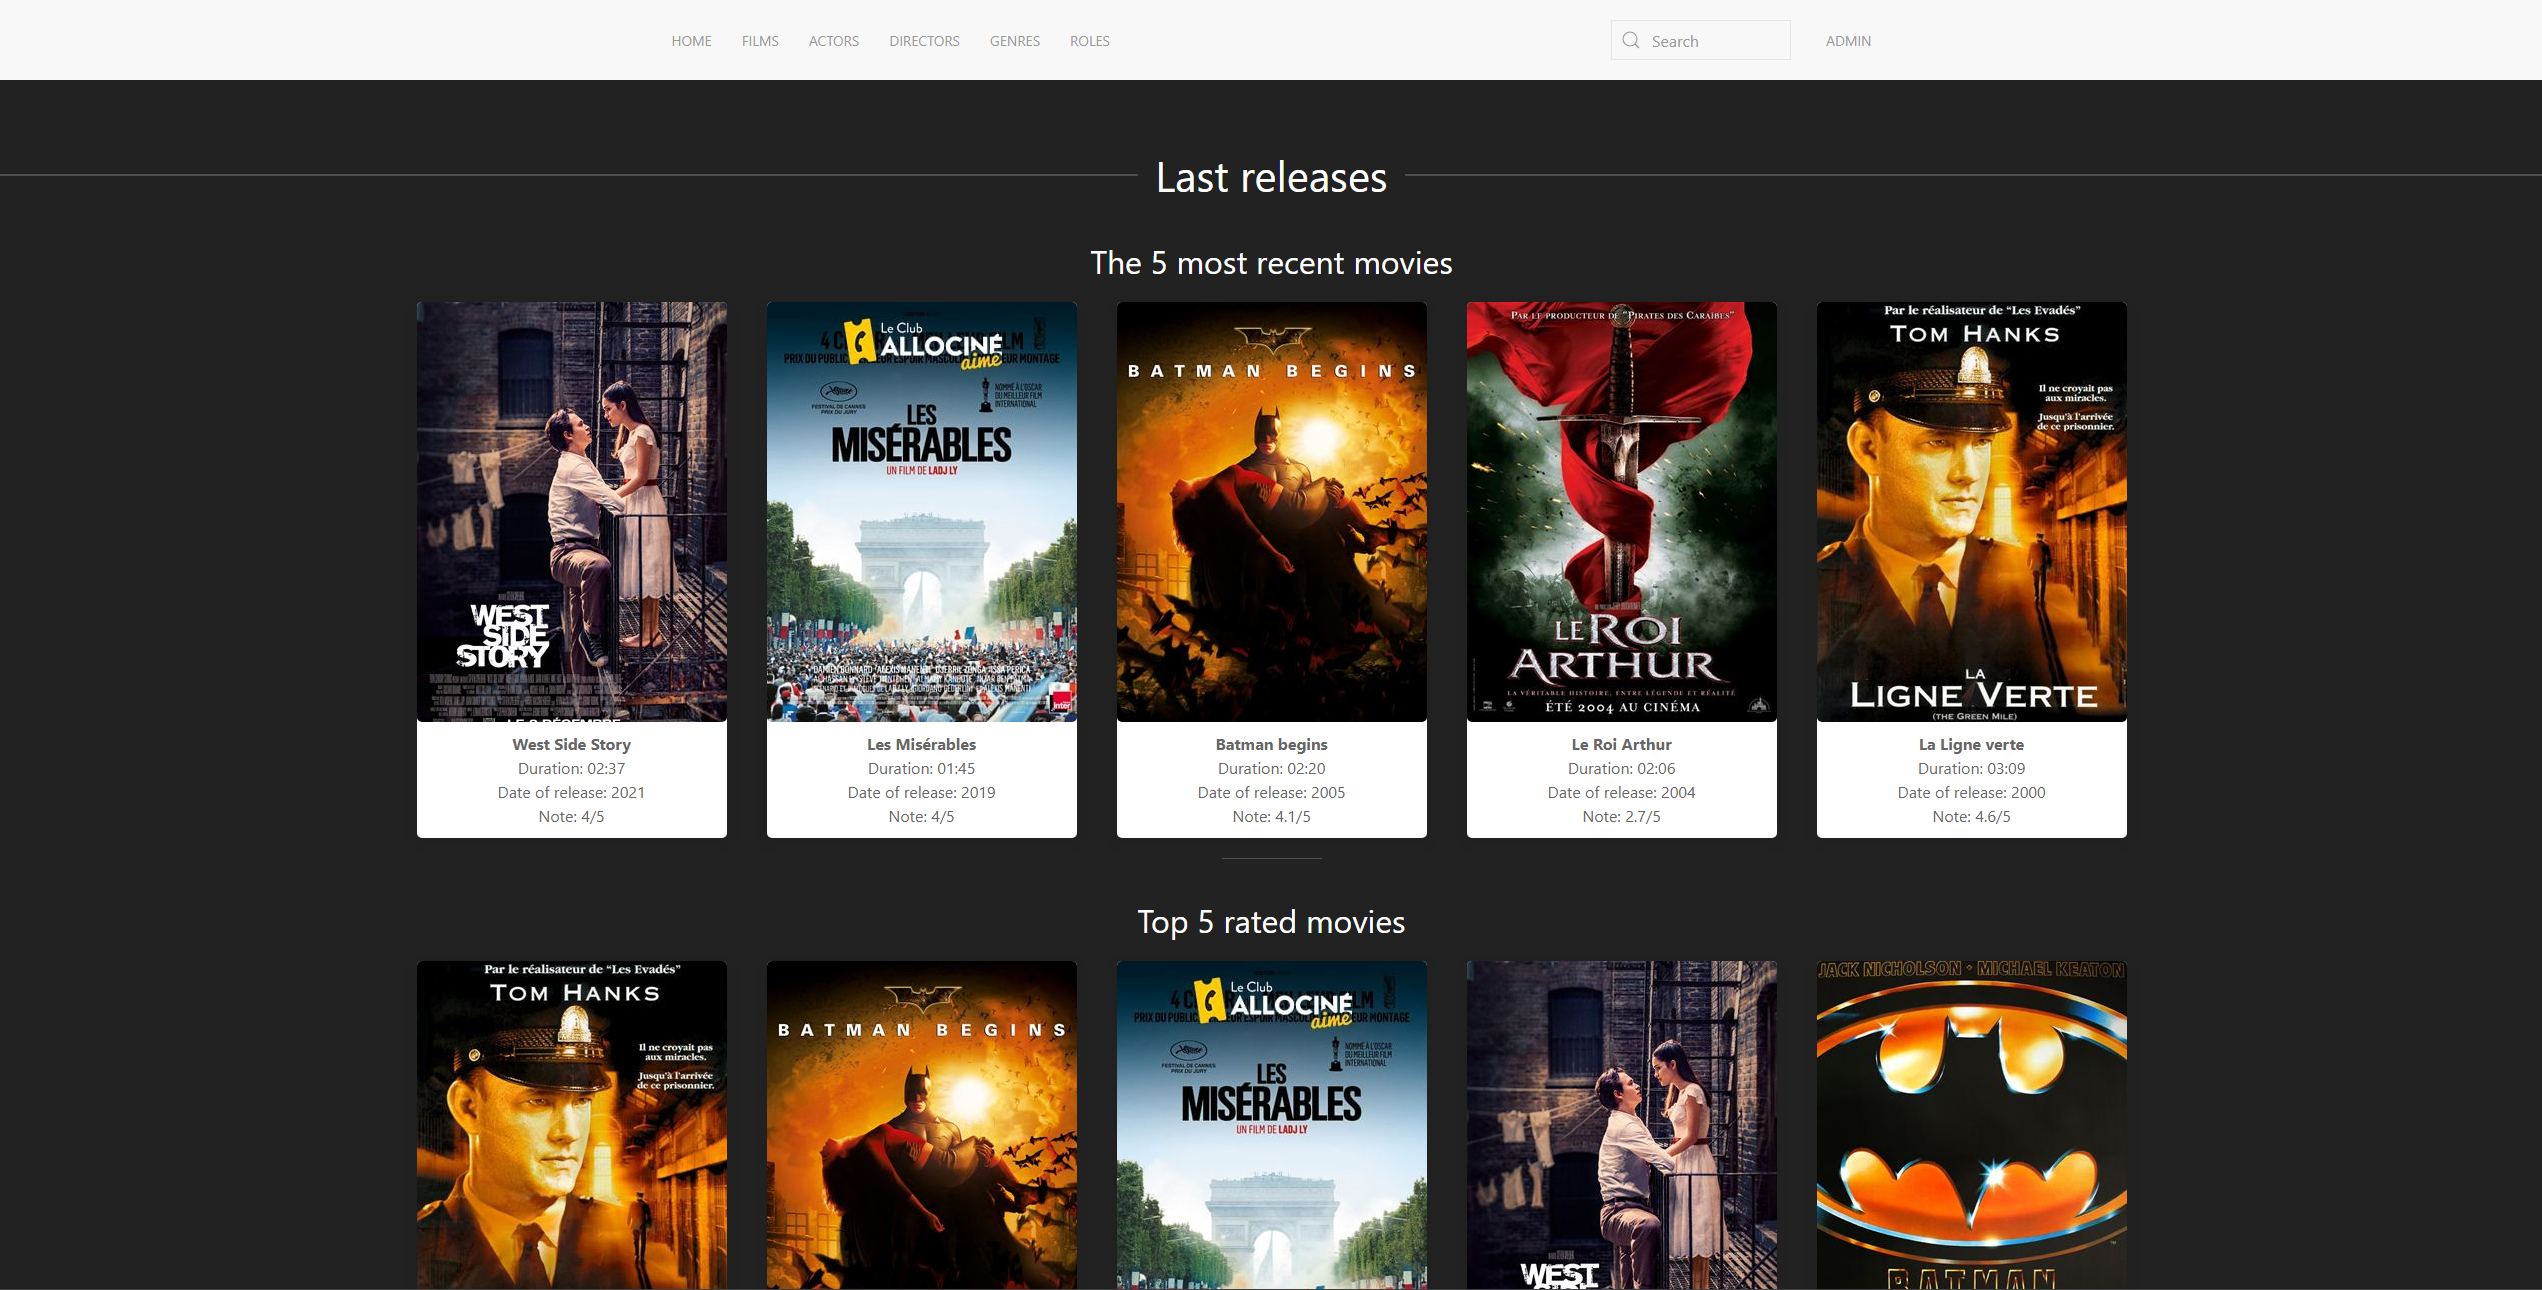 HOME FILMS ACTORS DIRECTORS GENRES ROLES Search ADMIN
Last releases
The 5 most recent movies
WEST
SIDE
STORY
Le Club
ALLOCINÉ
aime
PRIX DU PUBLIC
EUR MONTAGE
FESTIVAL DE CANNES
PRIX DU JURY
NOMMÉ À L'OSCAR
DU MEILLEUR FILM
INTERNATIONAL
LES
MISÉRABLES
UN FILM DE LADJ LY
inter
BATMAN BEGINS
PAR LE PRODUCTEUR DE "PIRATES DES CARAÏBES"
LE ROI
ARTHUR
LA VÉRITABLE HISTOIRE, ENTRE LÉGENDE ET RÉALITÉ
ÉTÉ 2004 AU CINÉMA
Par le réalisateur de "Les Evadés"
TOM HANKS
Il ne croyait pas
aux miracles.
Jusqu'à l'arrivée
de ce prisonnier.
LA
LIGNE VERTE
(THE GREEN MILE)
West Side Story
Duration: 02:37
Date of release: 2021
Note: 4/5
Les Misérables
Duration: 01:45
Date of release: 2019
Note: 4/5
Batman begins
Duration: 02:20
Date of release: 2005
Note: 4.1/5
Le Roi Arthur
Duration: 02:06
Date of release: 2004
Note: 2.7/5
La Ligne verte
Duration: 03:09
Date of release: 2000
Note: 4.6/5
Top 5 rated movies
Par le réalisateur de "Les Evadés"
TOM HANKS
Il ne croyait pas
aux miracles.
Jusqu'à l'arrivée
de ce prisonnier.
BATMAN BEGINS
Le Club
ALLOCINÉ
aime
PRIX DU PUBLIC
EUR MONTAGE
FESTIVAL DE CANNES
PRIX DU JURY
NOMMÉ À L'OSCAR
DU MEILLEUR FILM
INTERNATIONAL
LES
MISÉRABLES
UN FILM DE LADJ LY
WEST
JACK NICHOLSON • MICHAEL KEATON
BATMAN